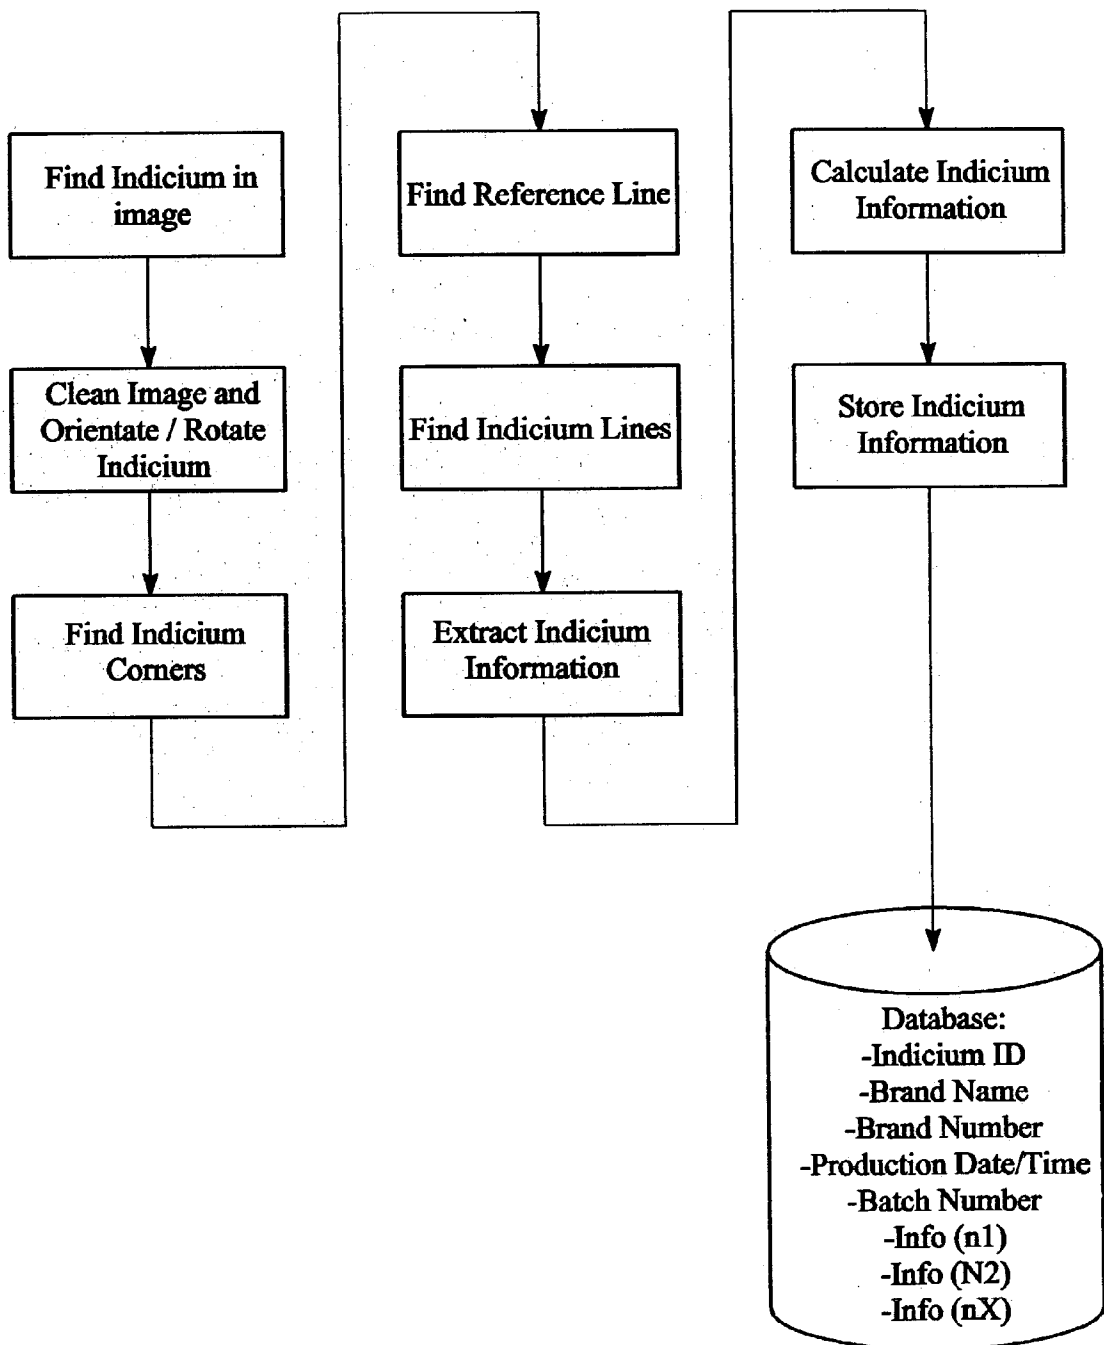 Find Indicium in
image
Clean Image and
Orientate / Rotate
Indicium
Find Indicium
Corners
Find Reference Line
Find Indicium Lines
Extract Indicium
Information
Calculate Indicium
Information
Store Indicium
Information
Database:
-Indicium ID
-Brand Name
-Brand Number
-Production Date/Time
-Batch Number
-Info (n1)
-Info (N2)
-Info (nX)